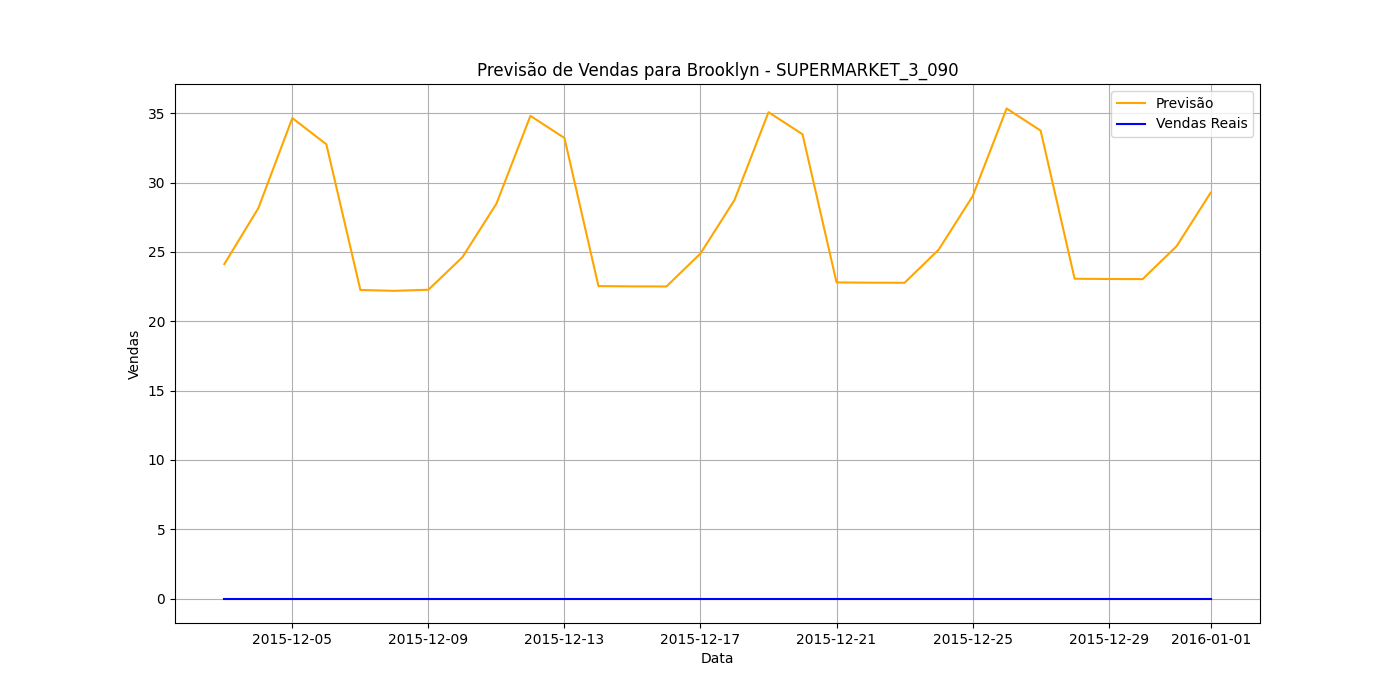 Previsão de Vendas para Brooklyn - SUPERMARKET_3_090
Previsão
Vendas Reais
35
30
25
20
15
10
5
0
Vendas
2015-12-05 2015-12-09 2015-12-13 2015-12-17 2015-12-21 2015-12-25 2015-12-29 2016-01-01
Data